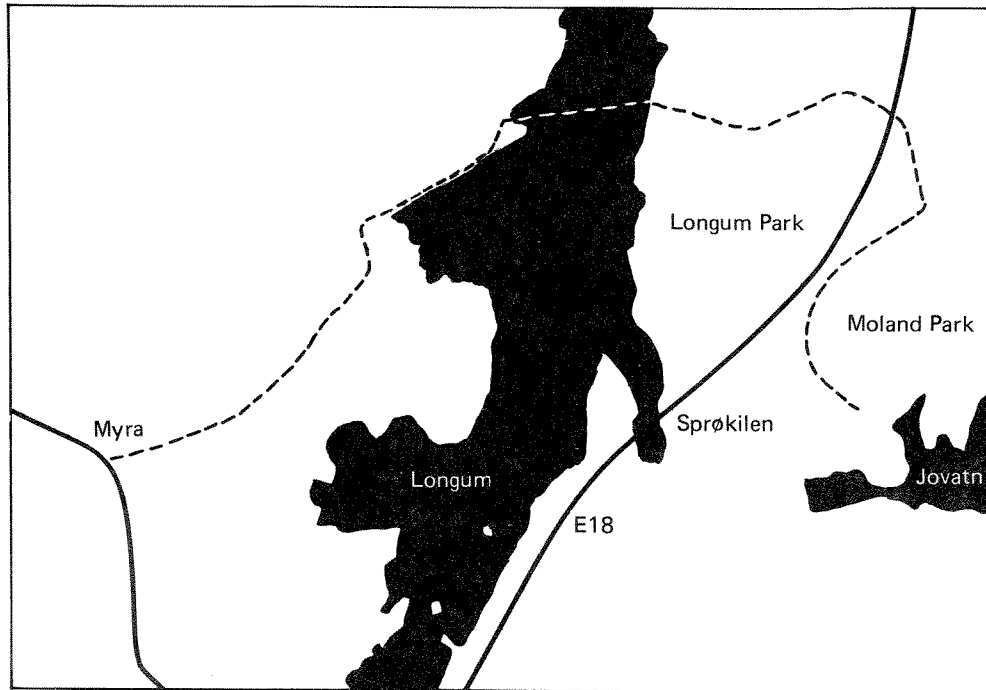 Longum Park
Moland Park
Myra
Sprøkilen
Longum
Jovatn
E18